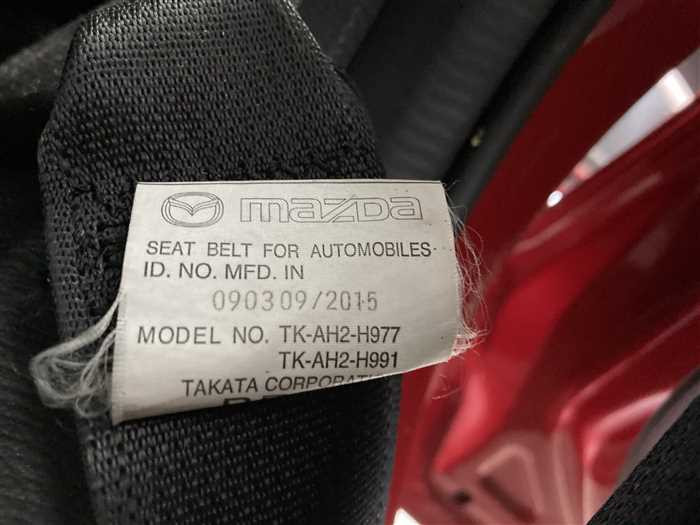 mazda
SEAT BELT FOR AUTOMOBILES
ID. NO. MFD. IN
090309/2015
MODEL NO. TK-AH2-H977
TK-AH2-H991
TAKATA